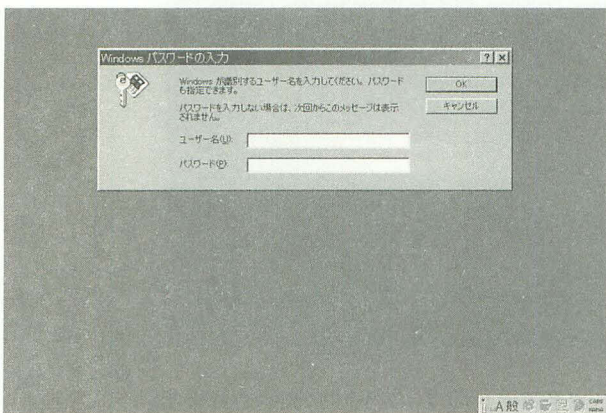 Windows パスワードの入力
Windows が識別するユーザー名を入力してください。パスワード
も指定できます。
パスワードを入力しない場合は、次回からこのメッセージは表示
されません。
ユーザー名(U):
パスワード(P):
OK
キャンセル
A 般
CAPS
KANA